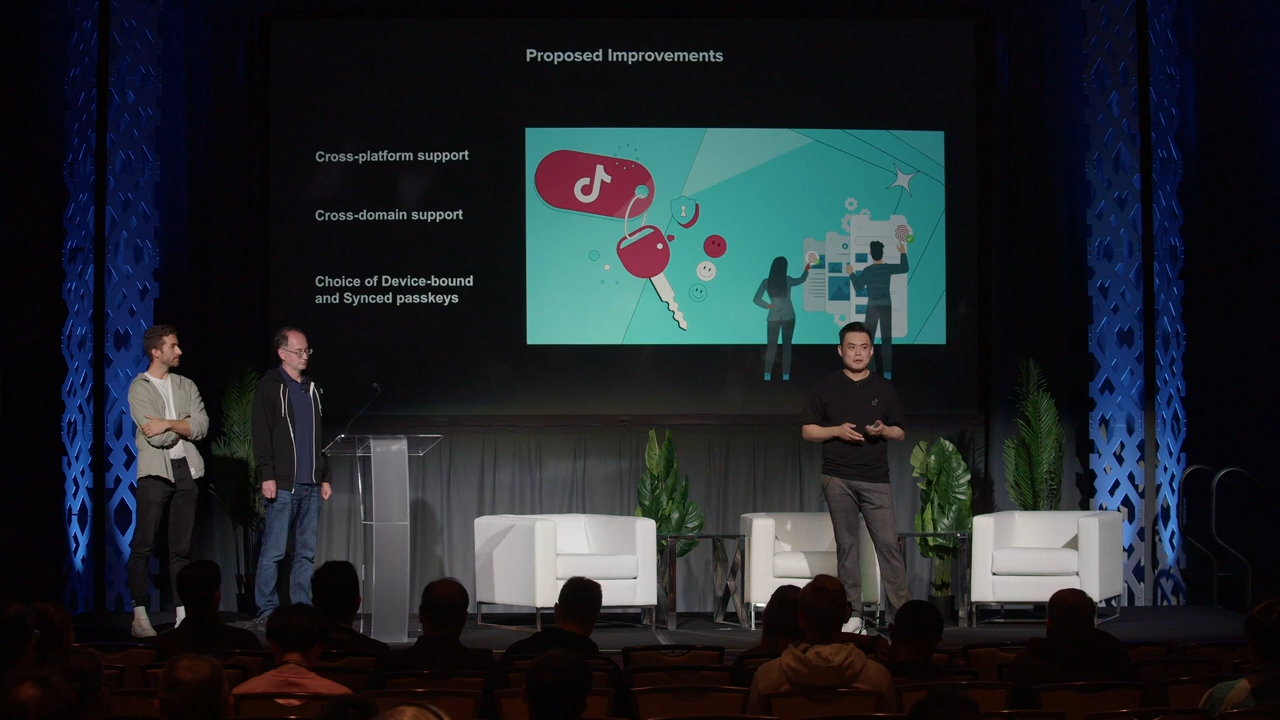 Proposed Improvements
Cross-platform support
Cross-domain support
Choice of Device-bound
and Synced passkeys